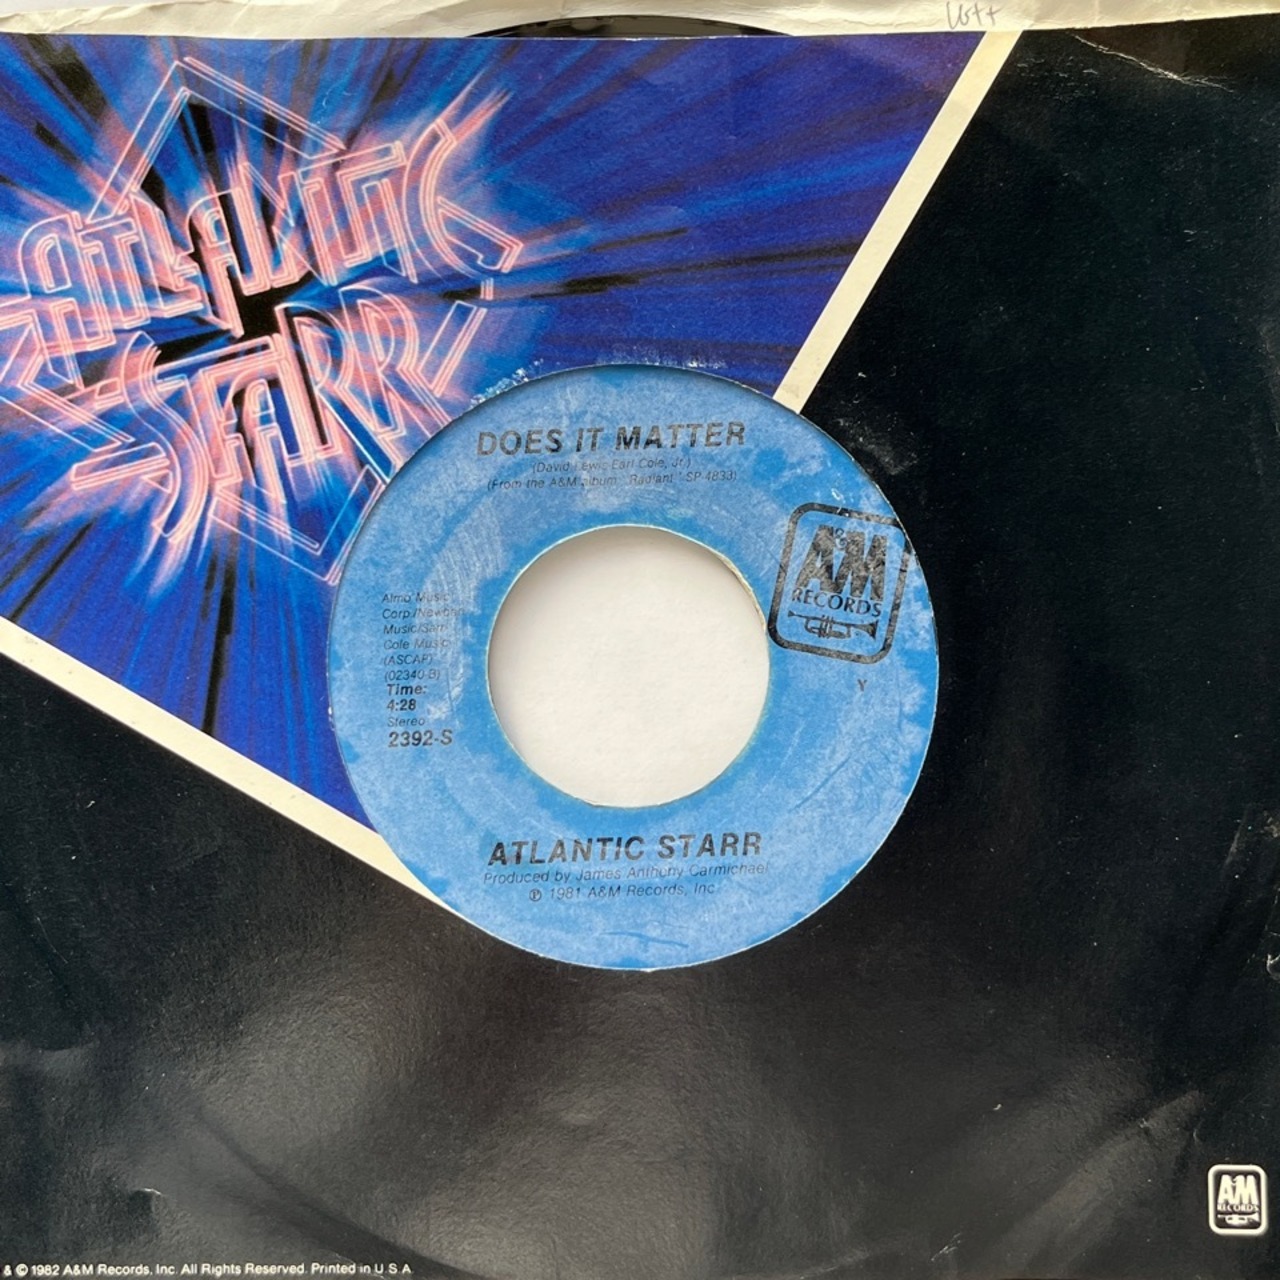 ATLANTIC
STARR
DOES IT MATTER
(David Lewis Earl Cole, Jr.)
(From the A&M album "Radiant" SP-4833)
A&M
RECORDS
Almo Music
Corp./Newban
Music/Sam
Cole Music
(ASCAP)
(02340-B)
Time:
4:28
Stereo
2392-S
Y
ATLANTIC STARR
Produced by James Anthony Carmichael
℗ 1981 A&M Records, Inc.
A&M
RECORDS
& © 1982 A&M Records, Inc. All Rights Reserved. Printed in U.S.A.